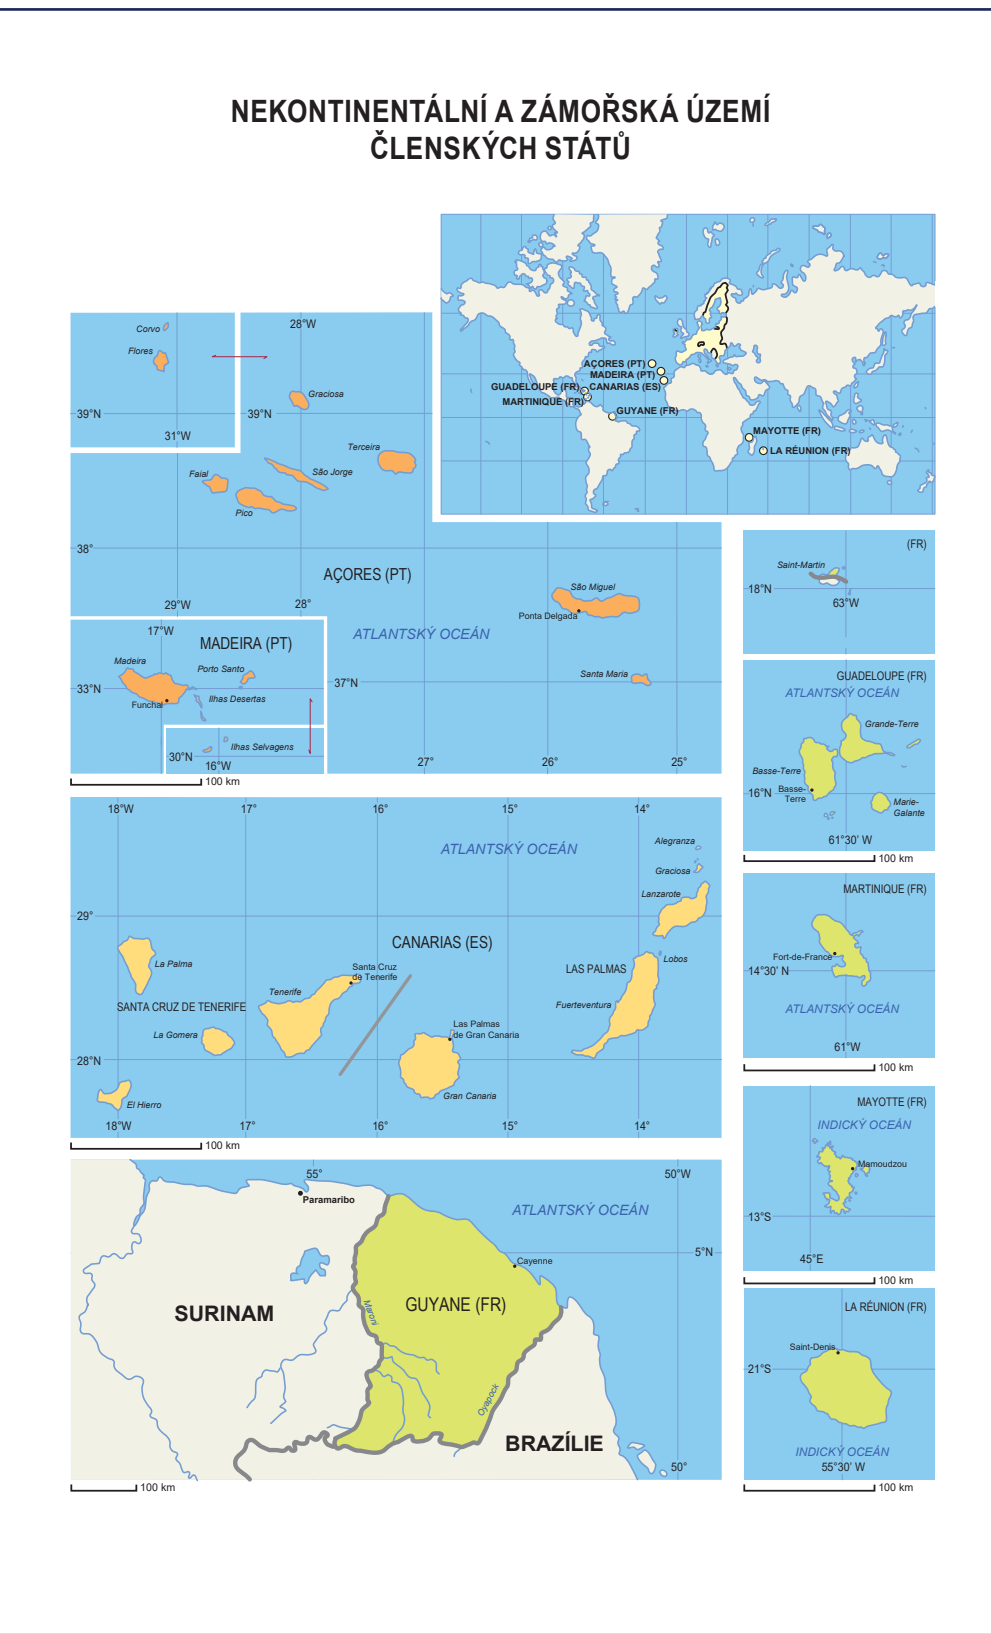 NEKONTINENTÁLNÍ A ZÁMOŘSKÁ ÚZEMÍ
ČLENSKÝCH STÁTŮ
AÇORES (PT)
MADEIRA (PT)
GUADELOUPE (FR)
CANARIAS (ES)
MARTINIQUE (FR)
GUYANE (FR)
MAYOTTE (FR)
LA RÉUNION (FR)
Corvo
Flores
39°N
31°W
28°W
Graciosa
39°N
Terceira
São Jorge
Faial
Pico
38°
AÇORES (PT)
29°W
28°
São Miguel
Ponta Delgada
ATLANTSKÝ OCEÁN
Santa Maria
37°N
27°
26°
25°
17°W
MADEIRA (PT)
Madeira
Porto Santo
33°N
Ilhas Desertas
Funchal
Ilhas Selvagens
30°N
16°W
100 km
(FR)
Saint-Martin
18°N
63°W
GUADELOUPE (FR)
ATLANTSKÝ OCEÁN
Grande-Terre
Basse-Terre
16°N
Basse-
Terre
Marie-
Galante
61°30' W
100 km
18°W
17°
16°
15°
14°
ATLANTSKÝ OCEÁN
Alegranza
Graciosa
Lanzarote
29°
CANARIAS (ES)
La Palma
Santa Cruz
de Tenerife
LAS PALMAS
Lobos
Tenerife
SANTA CRUZ DE TENERIFE
Fuerteventura
La Gomera
Las Palmas
de Gran Canaria
28°N
Gran Canaria
El Hierro
18°W
17°
16°
15°
14°
100 km
MARTINIQUE (FR)
Fort-de-France
14°30' N
ATLANTSKÝ OCEÁN
61°W
100 km
MAYOTTE (FR)
INDICKÝ OCEÁN
Mamoudzou
13°S
45°E
100 km
55°
50°W
Paramaribo
ATLANTSKÝ OCEÁN
5°N
Cayenne
SURINAM
Maroni
GUYANE (FR)
Oyapock
BRAZÍLIE
50°
100 km
LA RÉUNION (FR)
Saint-Denis
21°S
INDICKÝ OCEÁN
55°30' W
100 km